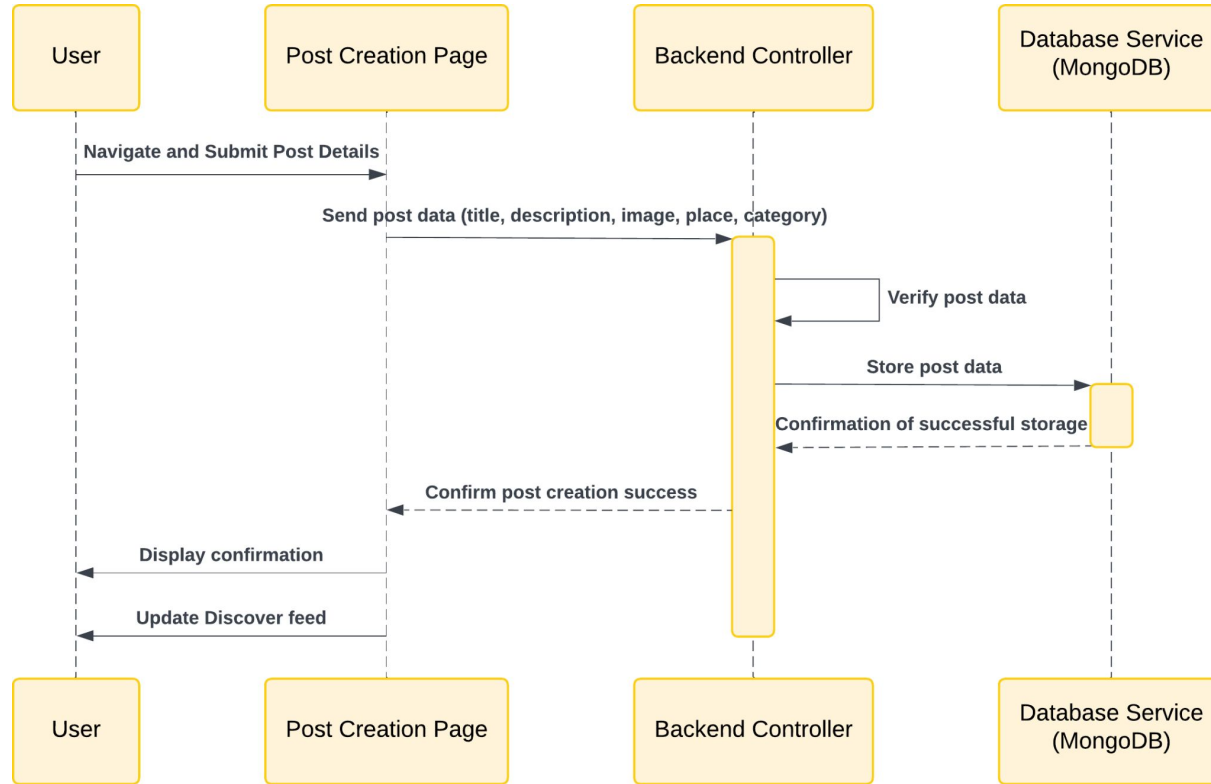 User
Post Creation Page
Backend Controller
Database Service
(MongoDB)
Navigate and Submit Post Details
Send post data (title, description, image, place, category)
Verify post data
Store post data
Confirmation of successful storage
Confirm post creation success
Display confirmation
Update Discover feed
User
Post Creation Page
Backend Controller
Database Service
(MongoDB)